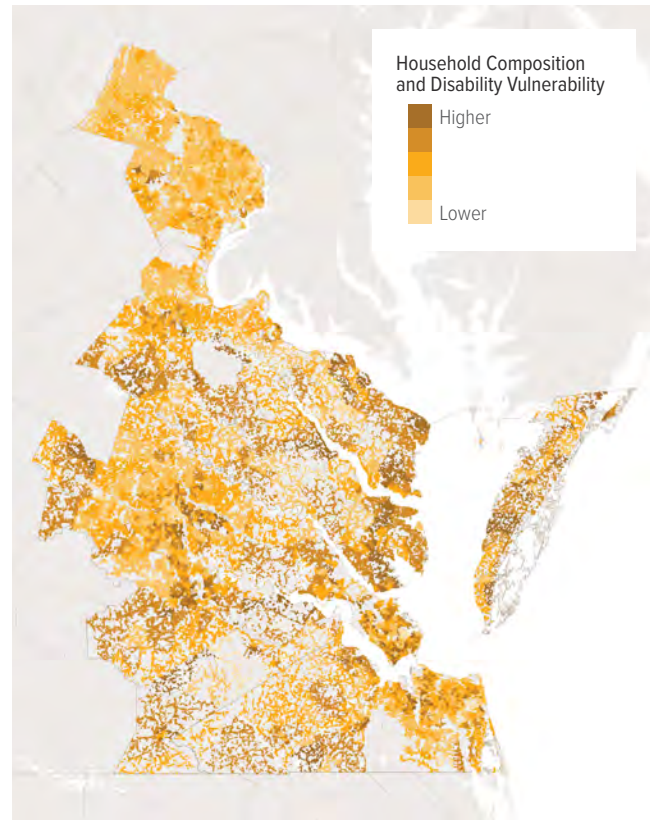 Household Composition
and Disability Vulnerability
Higher
Lower